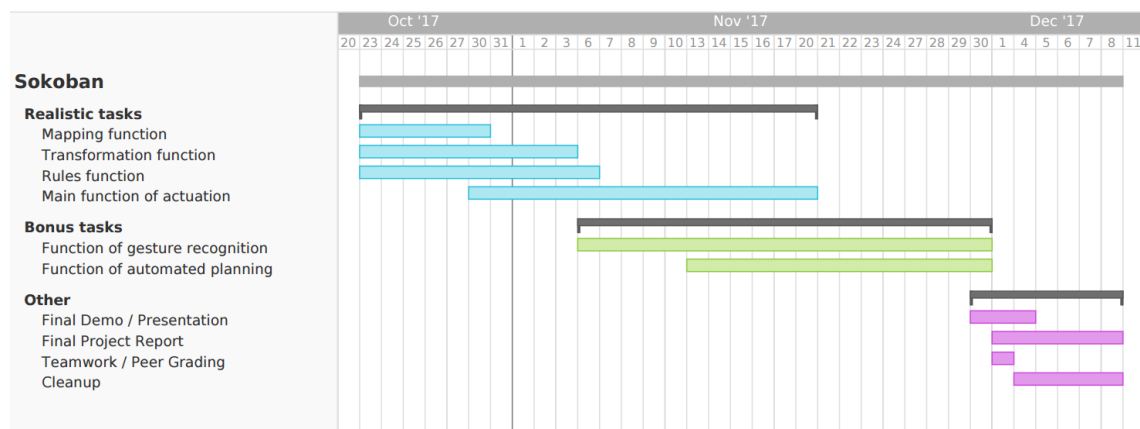 Oct '17 Nov '17 Dec '17
20 23 24 25 26 27 30 31 1 2 3 6 7 8 9 10 13 14 15 16 17 20 21 22 23 24 27 28 29 30 1 4 5 6 7 8 11
Sokoban
Realistic tasks
Mapping function
Transformation function
Rules function
Main function of actuation
Bonus tasks
Function of gesture recognition
Function of automated planning
Other
Final Demo / Presentation
Final Project Report
Teamwork / Peer Grading
Cleanup